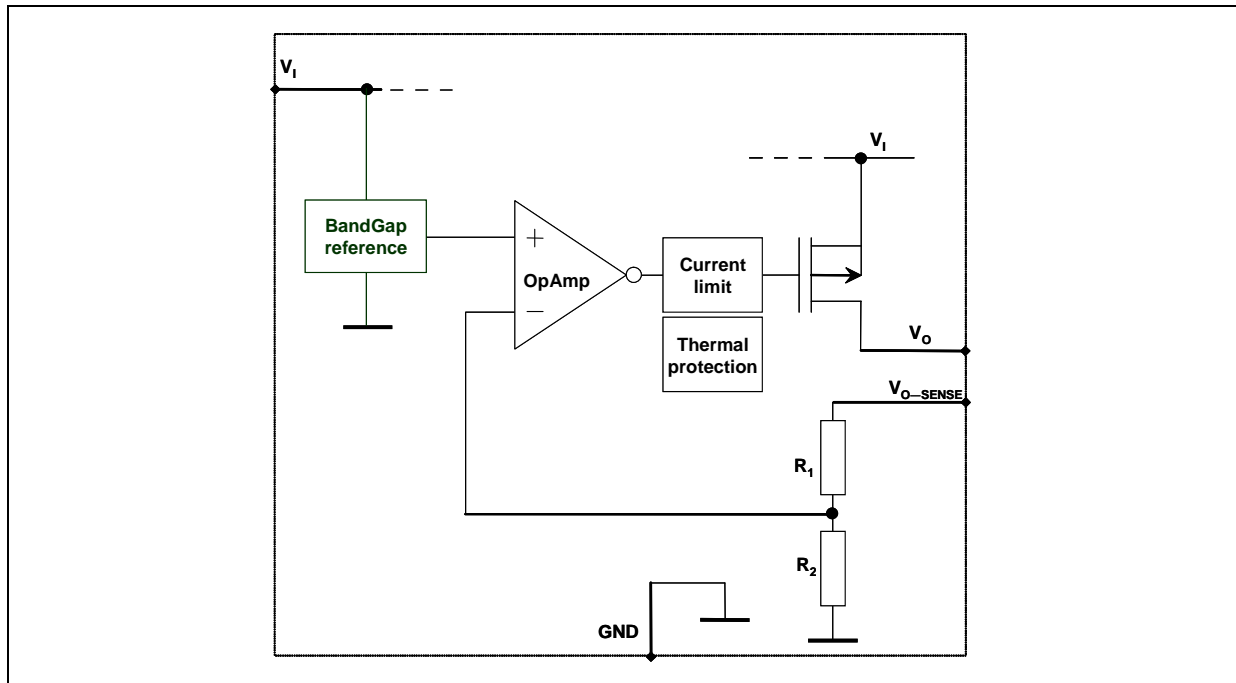 V_I
V_I
BandGap
reference
+
OpAmp
−
Current
limit
Thermal
protection
V_O
V_O—SENSE
R_1
R_2
GND